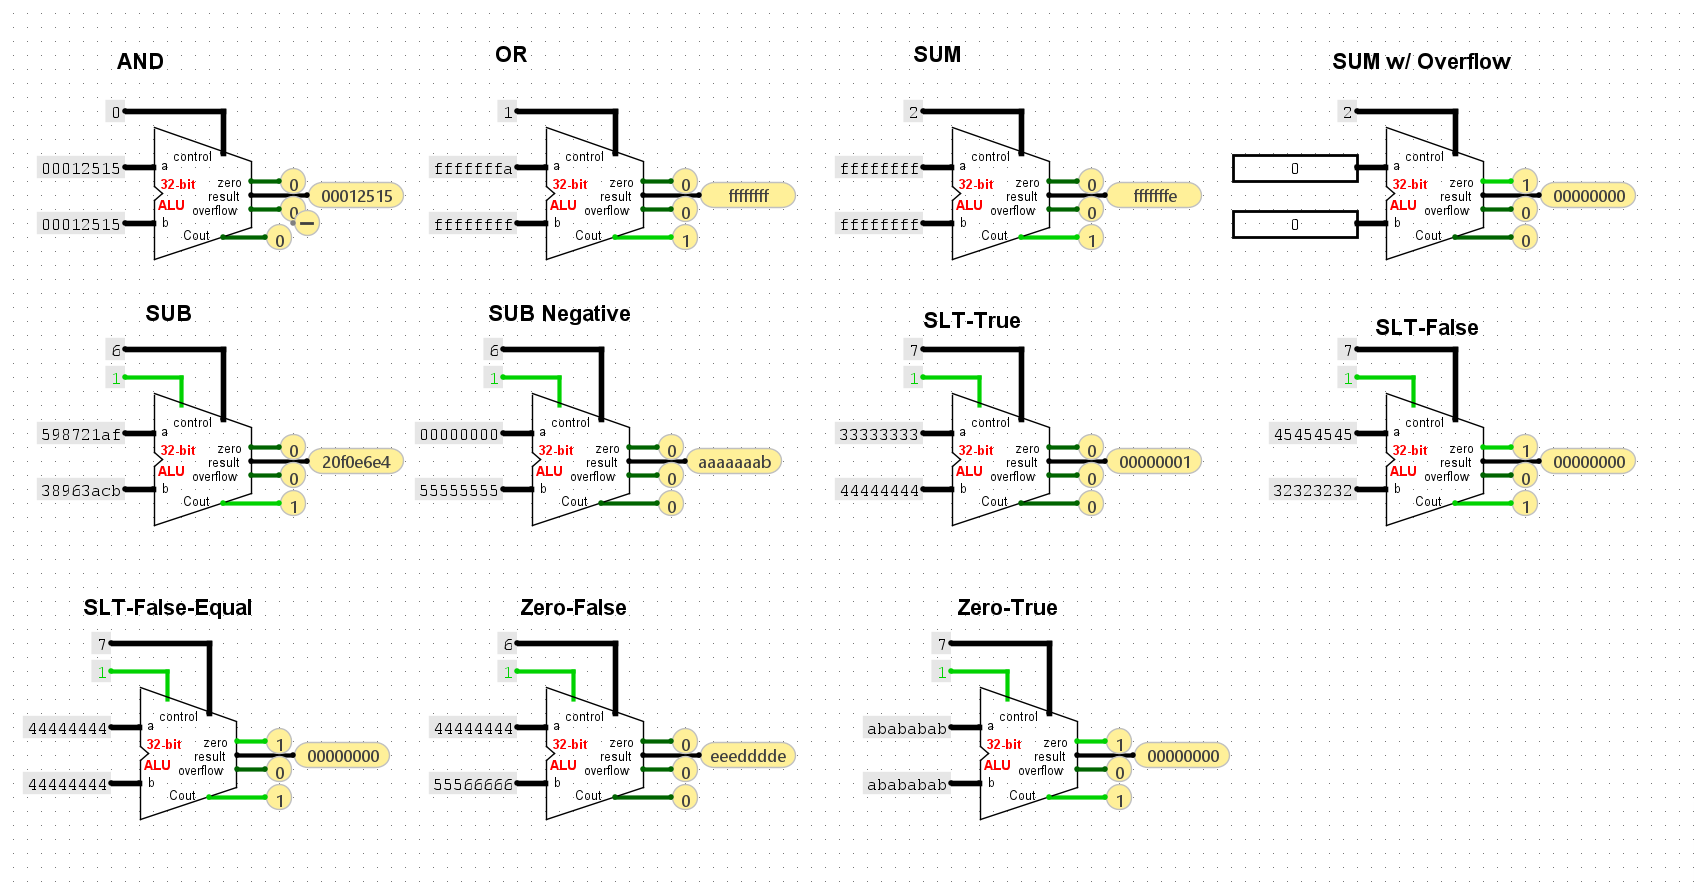 AND
0
control
00012515 a
32-bit zero 0
result 00012515
ALU overflow 0
00012515 b
Cout 0
OR
1
control
fffffffa a
32-bit zero 0
result ffffffff
ALU overflow 0
ffffffff b
Cout 1
SUM
2
control
ffffffff a
32-bit zero 0
result fffffffe
ALU overflow 0
ffffffff b
Cout 1
SUM w/ Overflow
2
control
0 a
32-bit zero 1
result 00000000
ALU overflow 0
0 b
Cout 0
SUB
6
1
control
598721af a
32-bit zero 0
result 20f0e6e4
ALU overflow 0
38963acb b
Cout 1
SUB Negative
6
1
control
00000000 a
32-bit zero 0
result aaaaaaab
ALU overflow 0
55555555 b
Cout 0
SLT-True
7
1
control
33333333 a
32-bit zero 0
result 00000001
ALU overflow 0
44444444 b
Cout 0
SLT-False
7
1
control
45454545 a
32-bit zero 1
result 00000000
ALU overflow 0
32323232 b
Cout 1
SLT-False-Equal
7
1
control
44444444 a
32-bit zero 1
result 00000000
ALU overflow 0
44444444 b
Cout 1
Zero-False
6
1
control
44444444 a
32-bit zero 0
result eeedddde
ALU overflow 0
55566666 b
Cout 0
Zero-True
7
1
control
abababab a
32-bit zero 1
result 00000000
ALU overflow 0
abababab b
Cout 1